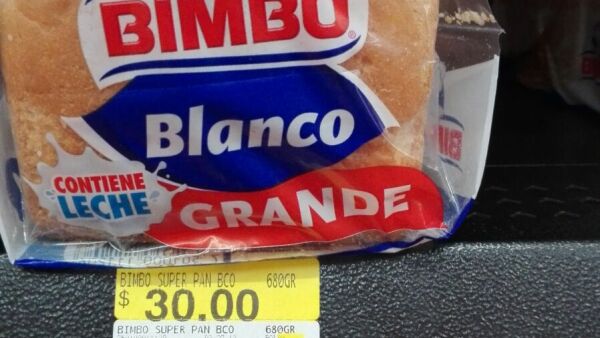 BIMBO
Blanco
CONTIENE
LECHE
GRANDE
BIMBO SUPER PAN BCO 680GR
$ 30.00
BIMBO SUPER PAN BCO 680GR